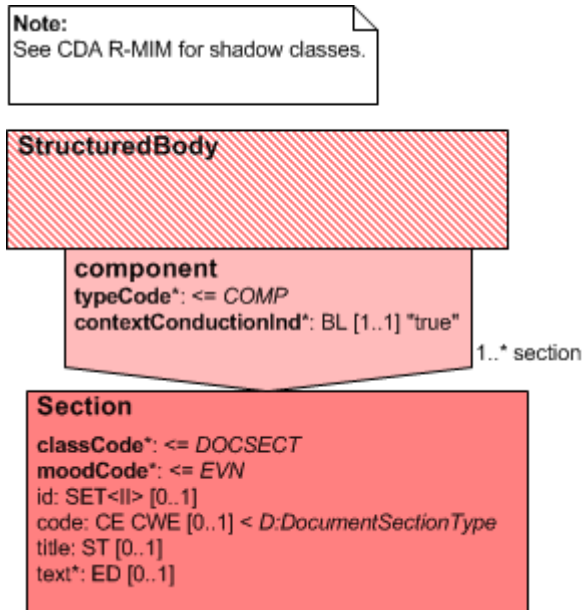 Note:
See CDA R-MIM for shadow classes.
StructuredBody
component
typeCode*: <= COMP
contextConductionInd*: BL [1..1] "true"
1..* section
Section
classCode*: <= DOCSECT
moodCode*: <= EVN
id: SET<II> [0..1]
code: CE CWE [0..1] < D:DocumentSectionType
title: ST [0..1]
text*: ED [0..1]